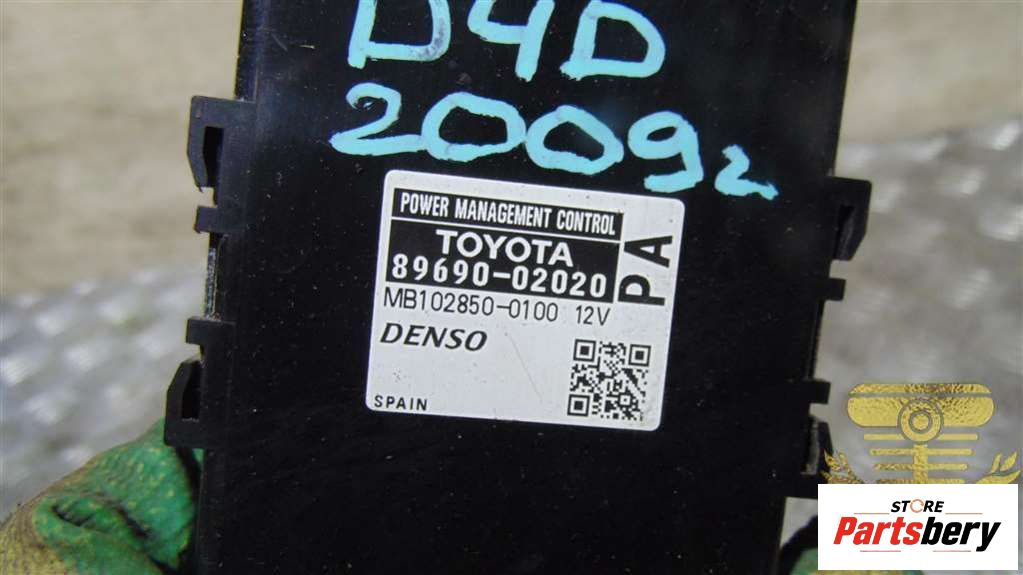 D4D
2009г
POWER MANAGEMENT CONTROL
TOYOTA
89690-02020
PA
MB102850-0100 12V
DENSO
SPAIN
STORE
Partsbery